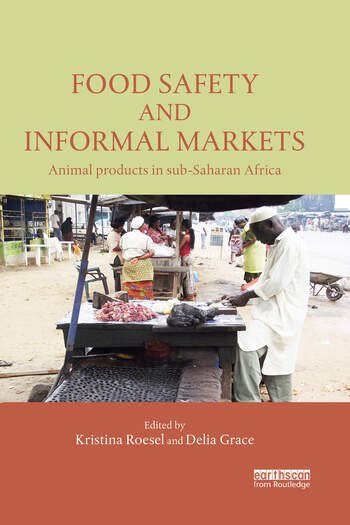 FOOD SAFETY
AND
INFORMAL MARKETS
Animal products in sub-Saharan Africa
Edited by
Kristina Roesel and Delia Grace
earthscan
from Routledge